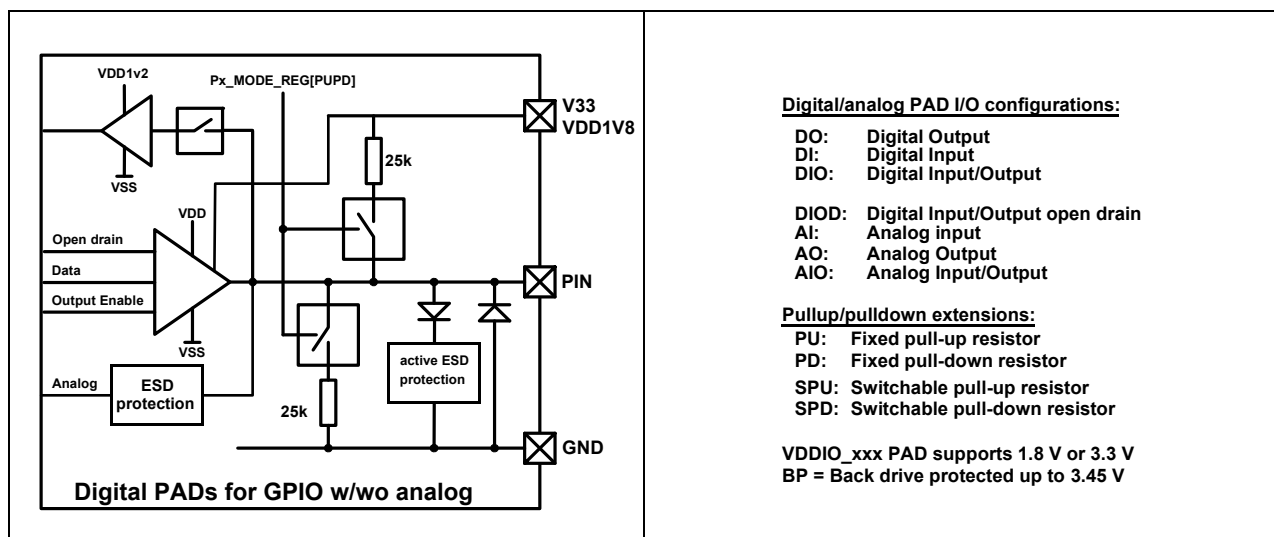 VDD1v2
Px_MODE_REG[PUPD]
V33
VDD1V8
25k
VSS
VDD
Open drain
Data
PIN
Output Enable
VSS
active ESD
protection
Analog
ESD
protection
25k
GND
Digital PADs for GPIO w/wo analog
Digital/analog PAD I/O configurations:
DO: Digital Output
DI: Digital Input
DIO: Digital Input/Output
DIOD: Digital Input/Output open drain
AI: Analog input
AO: Analog Output
AIO: Analog Input/Output
Pullup/pulldown extensions:
PU: Fixed pull-up resistor
PD: Fixed pull-down resistor
SPU: Switchable pull-up resistor
SPD: Switchable pull-down resistor
VDDIO_xxx PAD supports 1.8 V or 3.3 V
BP = Back drive protected up to 3.45 V